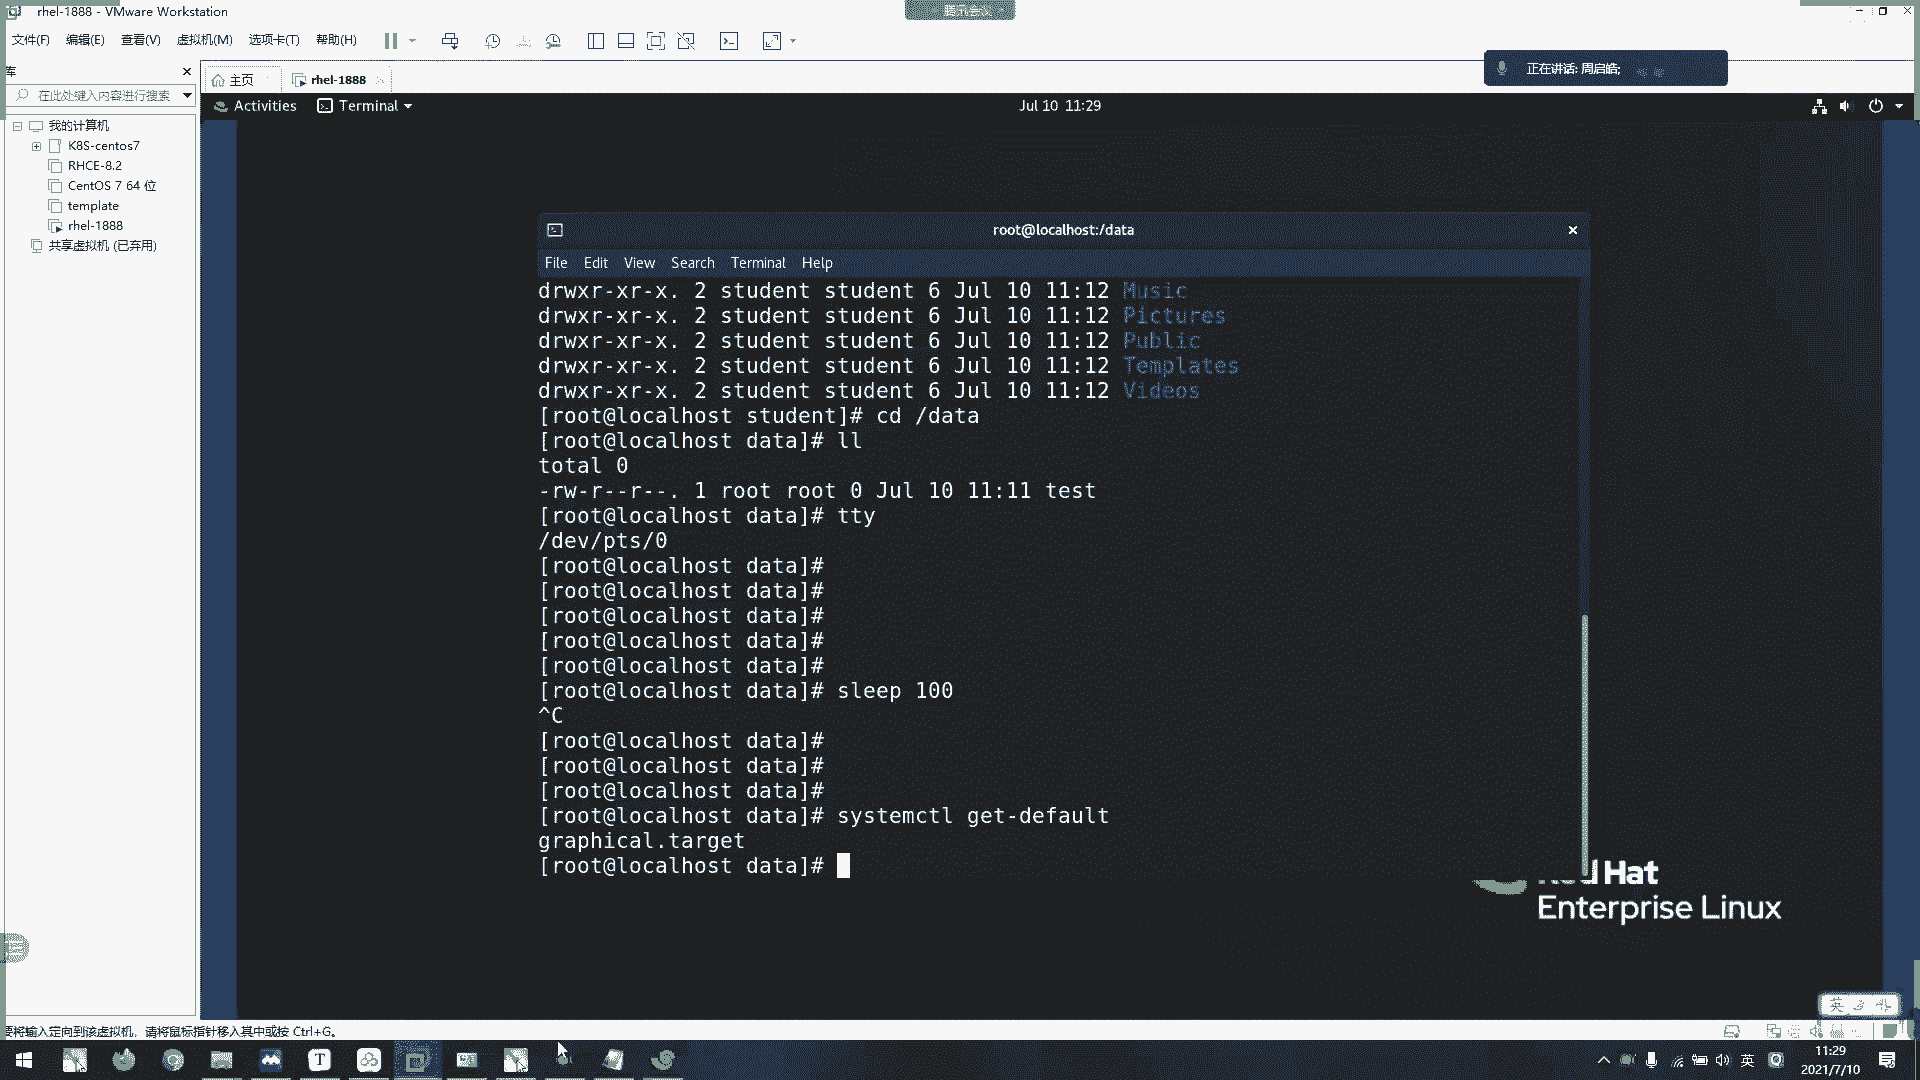 rhel-1888 - VMware Workstation
腾讯会议
文件(F) 编辑(E) 查看(V) 虚拟机(M) 选项卡(T) 帮助(H)
正在讲话: 周启皓;
库
主页 rhel-1888
在此处键入内容进行搜索
Activities Terminal Jul 10 11:29
我的计算机
K8S-centos7
RHCE-8.2
CentOS 7 64 位
template
rhel-1888
共享虚拟机 (已弃用)
root@localhost:/data
File Edit View Search Terminal Help
drwxr-xr-x. 2 student student 6 Jul 10 11:12 Music
drwxr-xr-x. 2 student student 6 Jul 10 11:12 Pictures
drwxr-xr-x. 2 student student 6 Jul 10 11:12 Public
drwxr-xr-x. 2 student student 6 Jul 10 11:12 Templates
drwxr-xr-x. 2 student student 6 Jul 10 11:12 Videos
[root@localhost student]# cd /data
[root@localhost data]# ll
total 0
-rw-r--r--. 1 root root 0 Jul 10 11:11 test
[root@localhost data]# tty
/dev/pts/0
[root@localhost data]#
[root@localhost data]#
[root@localhost data]#
[root@localhost data]#
[root@localhost data]#
[root@localhost data]# sleep 100
^C
[root@localhost data]#
[root@localhost data]#
[root@localhost data]#
[root@localhost data]# systemctl get-default
graphical.target
[root@localhost data]#
Hat
Enterprise Linux
英
要将输入定向到该虚拟机，请将鼠标指针移入其中或按 Ctrl+G。
英
11:29
2021/7/10